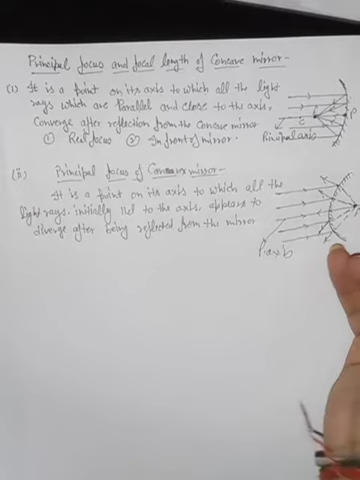 Principal focus and focal length of Concave mirror -
(i) It is a point on its axis to which all the light
rays which are Parallel and close to the axis,
Converge after reflection from the concave mirror
① Real focus ② In front of mirror.
P
Principal axis
(ii) Principal focus of Convex mirror -
It is a point on its axis to which all the
light rays, initially llel to the axis, appears to
diverge after being reflected from the mirror
P.axis